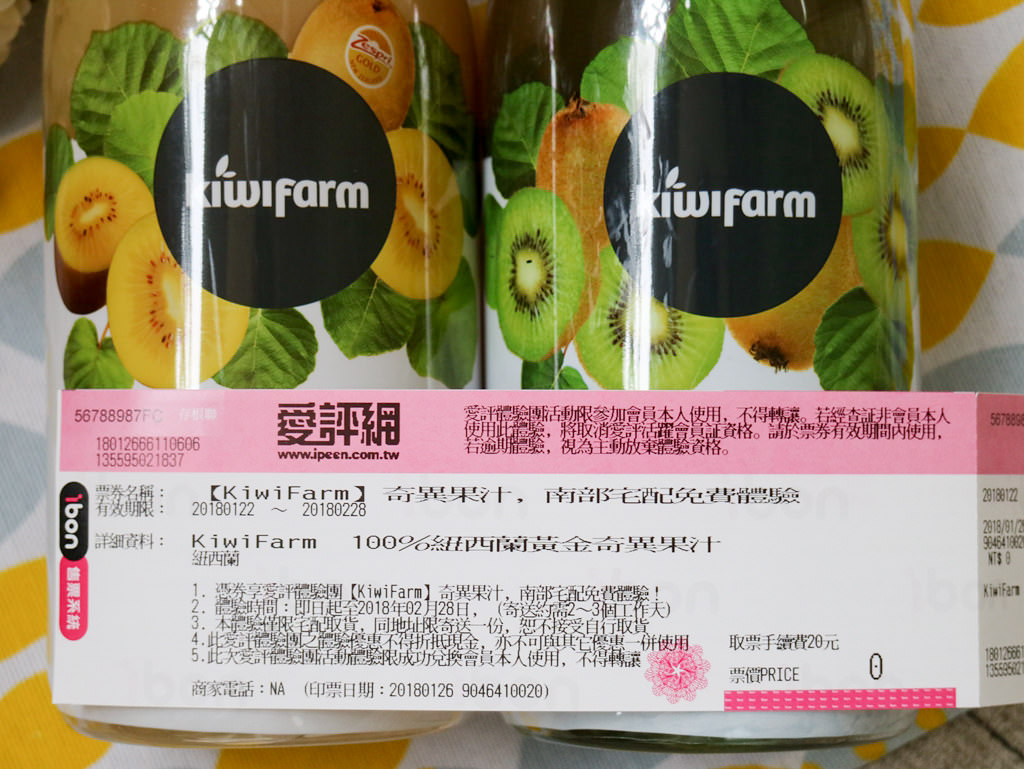 Zespri
GOLD
kiwifarm
kiwifarm
56788987FC 存根聯
18012666110606
135595021837
愛評網
www.ipeen.com.tw
愛評體驗團活動限參加會員本人使用，不得轉讓。若經查証非會員本人
使用此體驗，將取消愛評活躍會員証資格。請於票券有效期間內使用，
若逾期體驗，視為主動放棄體驗資格。
ibon
售票系統
票券名稱： 【KiwiFarm】 奇異果汁，南部宅配免費體驗
有效期限： 20180122 ～ 20180228
詳細資料： KiwiFarm 100%紐西蘭黃金奇異果汁
紐西蘭
1. 憑券享愛評體驗團【KiwiFarm】奇異果汁，南部宅配免費體驗！
2. 體驗時間：即日起至2018年02月28日， (寄送約需2～3個工作天)
3. 本體驗僅限宅配取貨，同地址限寄送一份，恕不接受自行取貨
4.此愛評體驗團之體驗優惠不得折抵現金，亦不可與其它優惠一併使用
5.此次愛評體驗團活動體驗限成功兌換會員本人使用，不得轉讓
商家電話：NA (印票日期：20180126 9046410020)
取票手續費20元
票價PRICE 0
5678898
20180122
2018/01/2
904641002
NT$ 0
KiwiFarm
180126661
135595021